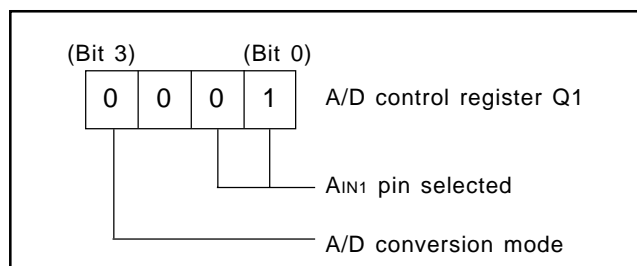 (Bit 3) (Bit 0)
0 0 0 1 A/D control register Q1
AIN1 pin selected
A/D conversion mode